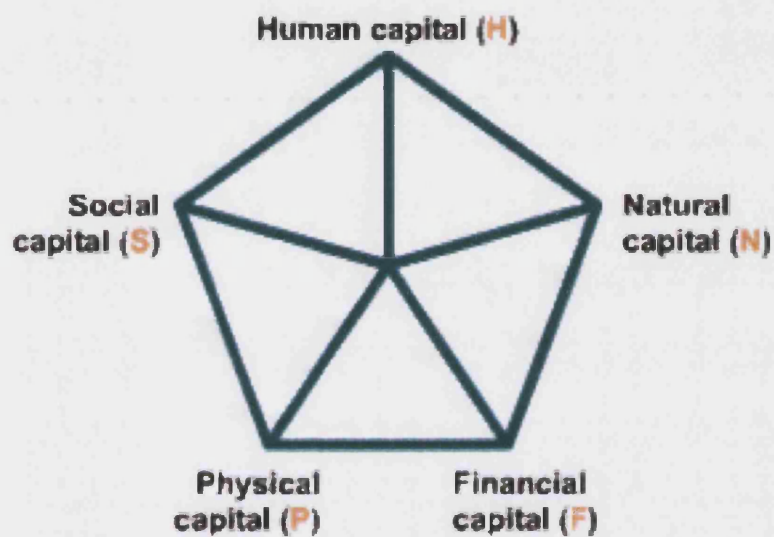 Human capital (H)
Social
capital (S)
Natural
capital (N)
Physical
capital (P)
Financial
capital (F)